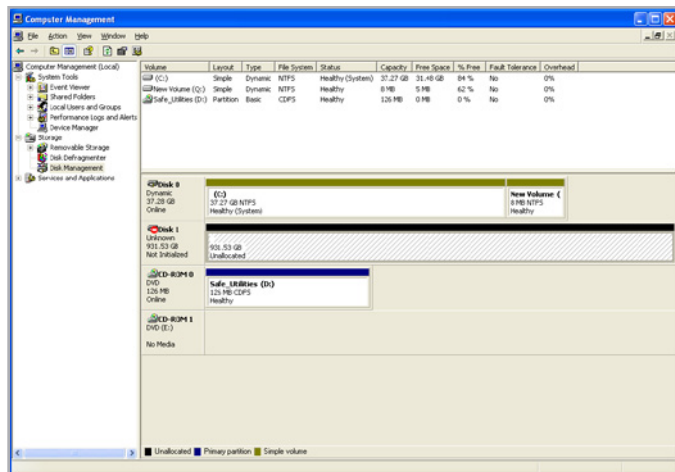 Computer Management
File Action View Window Help
Computer Management (Local)
System Tools
Event Viewer
Shared Folders
Local Users and Groups
Performance Logs and Alerts
Device Manager
Storage
Removable Storage
Disk Defragmenter
Disk Management
Services and Applications
Volume Layout Type File System Status Capacity Free Space % Free Fault Tolerance Overhead
(C:) Simple Dynamic NTFS Healthy (System) 37.27 GB 31.48 GB 84 % No 0%
New Volume (Q:) Simple Dynamic NTFS Healthy 8 MB 5 MB 62 % No 0%
Safe_Utilities (D:) Partition Basic CDFS Healthy 126 MB 0 MB 0 % No 0%
Disk 0
Dynamic
37.28 GB
Online
(C:)
37.27 GB NTFS
Healthy (System)
New Volume (
8 MB NTFS
Healthy
Disk 1
Unknown
931.53 GB
Not Initialized
931.53 GB
Unallocated
CD-ROM 0
DVD
126 MB
Online
Safe_Utilities (D:)
126 MB CDFS
Healthy
CD-ROM 1
DVD (E:)
No Media
Unallocated Primary partition Simple volume